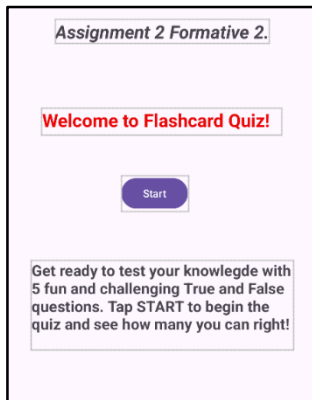 Assignment 2 Formative 2.
Welcome to Flashcard Quiz!
Start
Get ready to test your knowlegde with
5 fun and challenging True and False
questions. Tap START to begin the
quiz and see how many you can right!